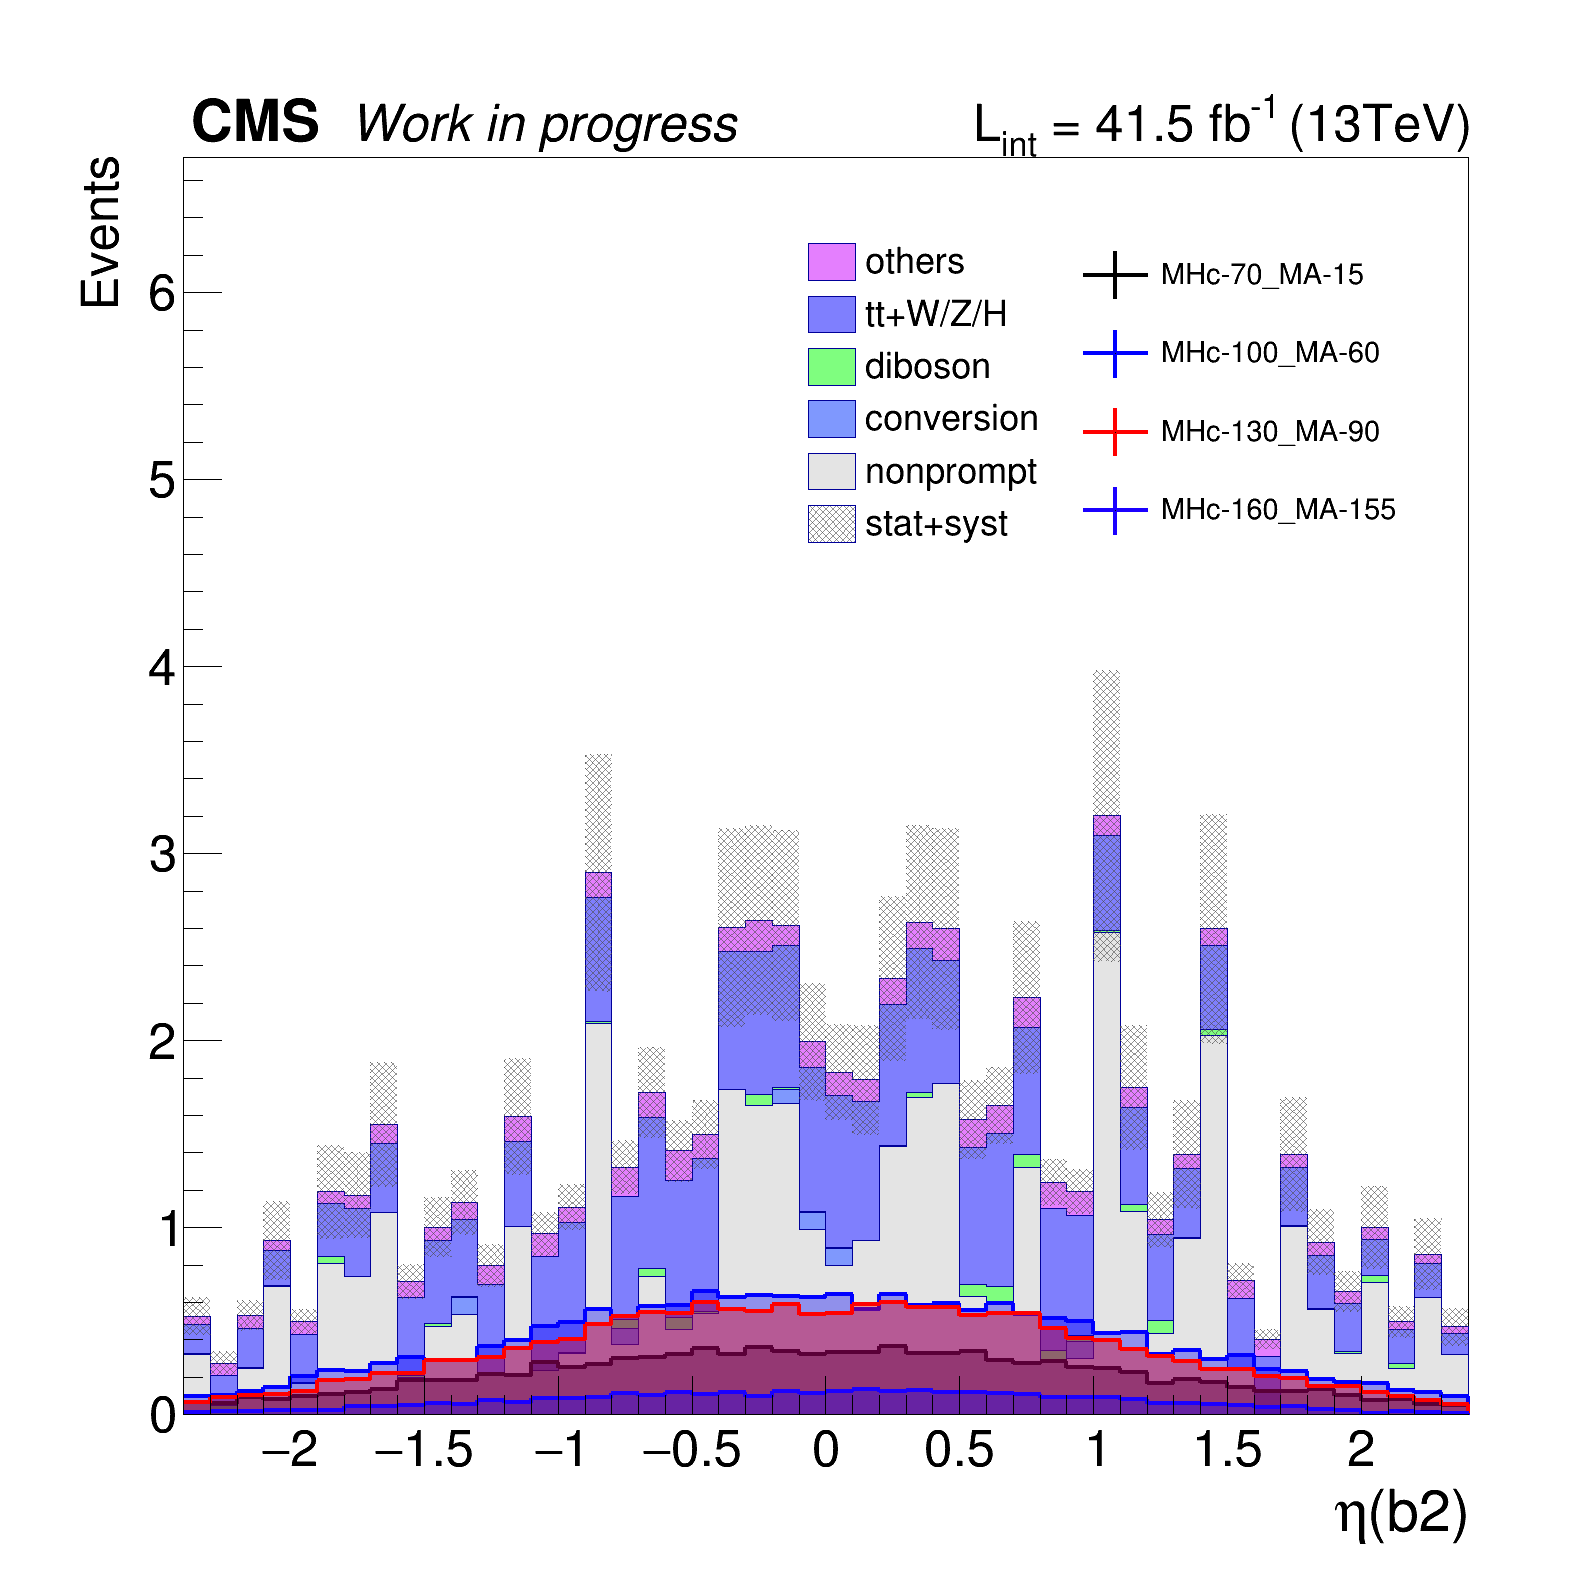 CMS Work in progress
L_int = 41.5 fb^-1 (13TeV)
Events
others
tt+W/Z/H
diboson
conversion
nonprompt
stat+syst
MHc-70_MA-15
MHc-100_MA-60
MHc-130_MA-90
MHc-160_MA-155
6
5
4
3
2
1
0
−2 −1.5 −1 −0.5 0 0.5 1 1.5 2
η(b2)